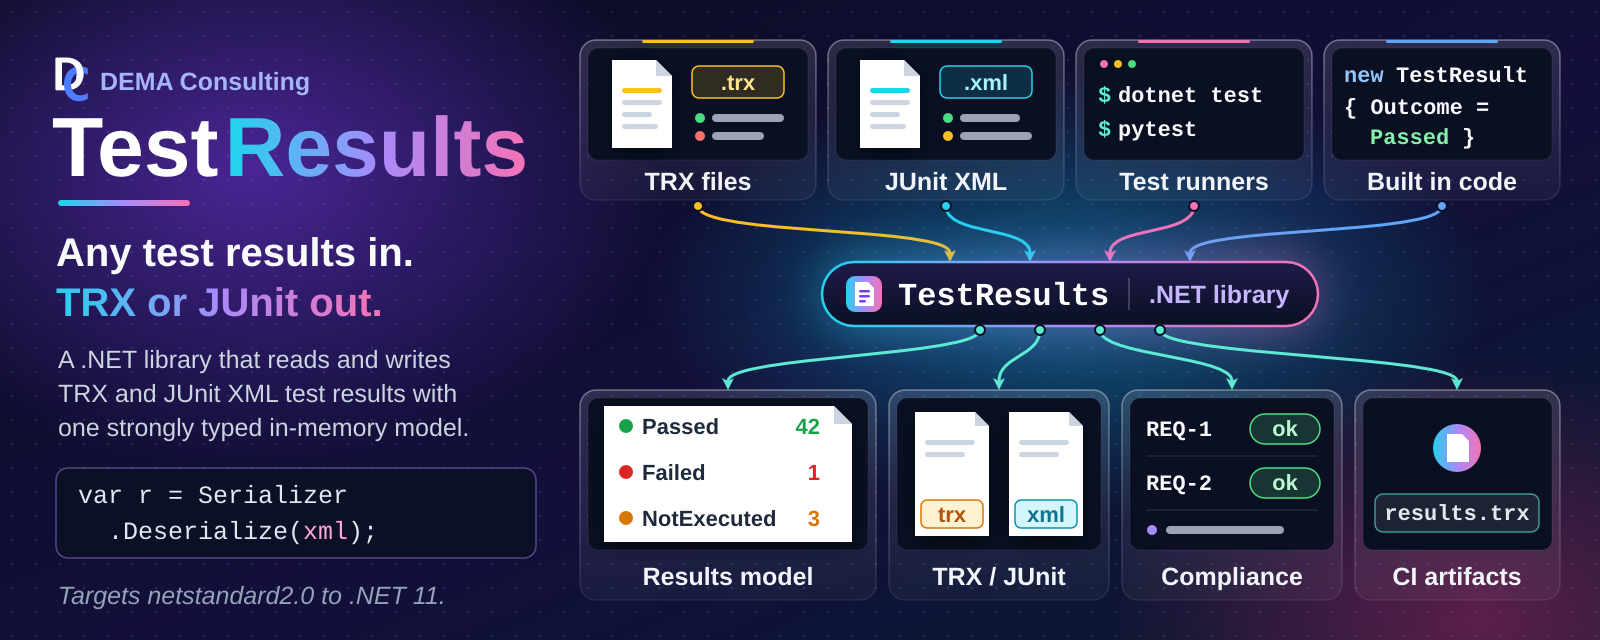 DC DEMA Consulting
TestResults
Any test results in.
TRX or JUnit out.
A .NET library that reads and writes
TRX and JUnit XML test results with
one strongly typed in-memory model.
var r = Serializer
.Deserialize(xml);
Targets netstandard2.0 to .NET 11.
.trx
TRX files
.xml
JUnit XML
$ dotnet test
$ pytest
Test runners
new TestResult
{ Outcome =
Passed }
Built in code
TestResults
.NET library
Passed 42
Failed 1
NotExecuted 3
Results model
trx
xml
TRX / JUnit
REQ-1 ok
REQ-2 ok
Compliance
results.trx
CI artifacts